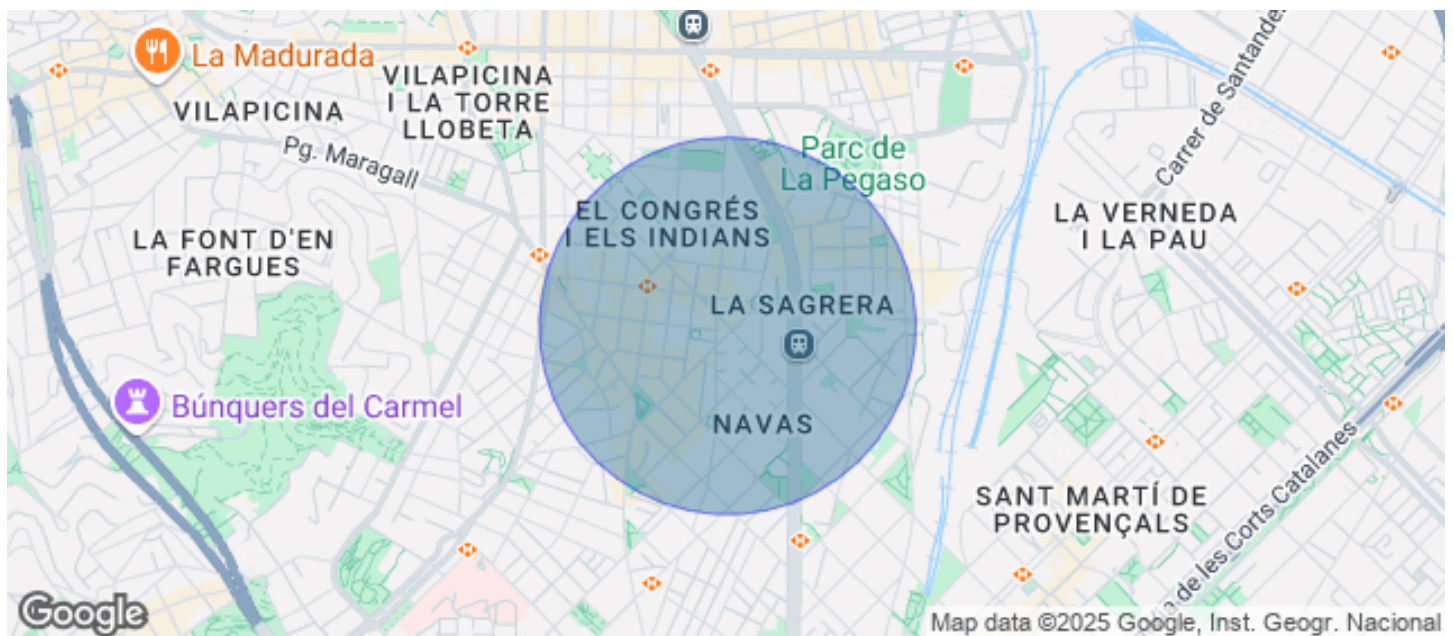 La Madurada
VILAPICINA
I LA TORRE
LLOBETA
VILAPICINA
Pg. Maragall
Parc de
La Pegaso
Carrer de Santander
EL CONGRÉS
I ELS INDIANS
LA VERNEDA
I LA PAU
LA FONT D'EN
FARGUES
LA SAGRERA
Búnquers del Carmel
NAVAS
SANT MARTÍ DE
PROVENÇALS
de les Corts Catalanes
Google
Map data ©2025 Google, Inst. Geogr. Nacional